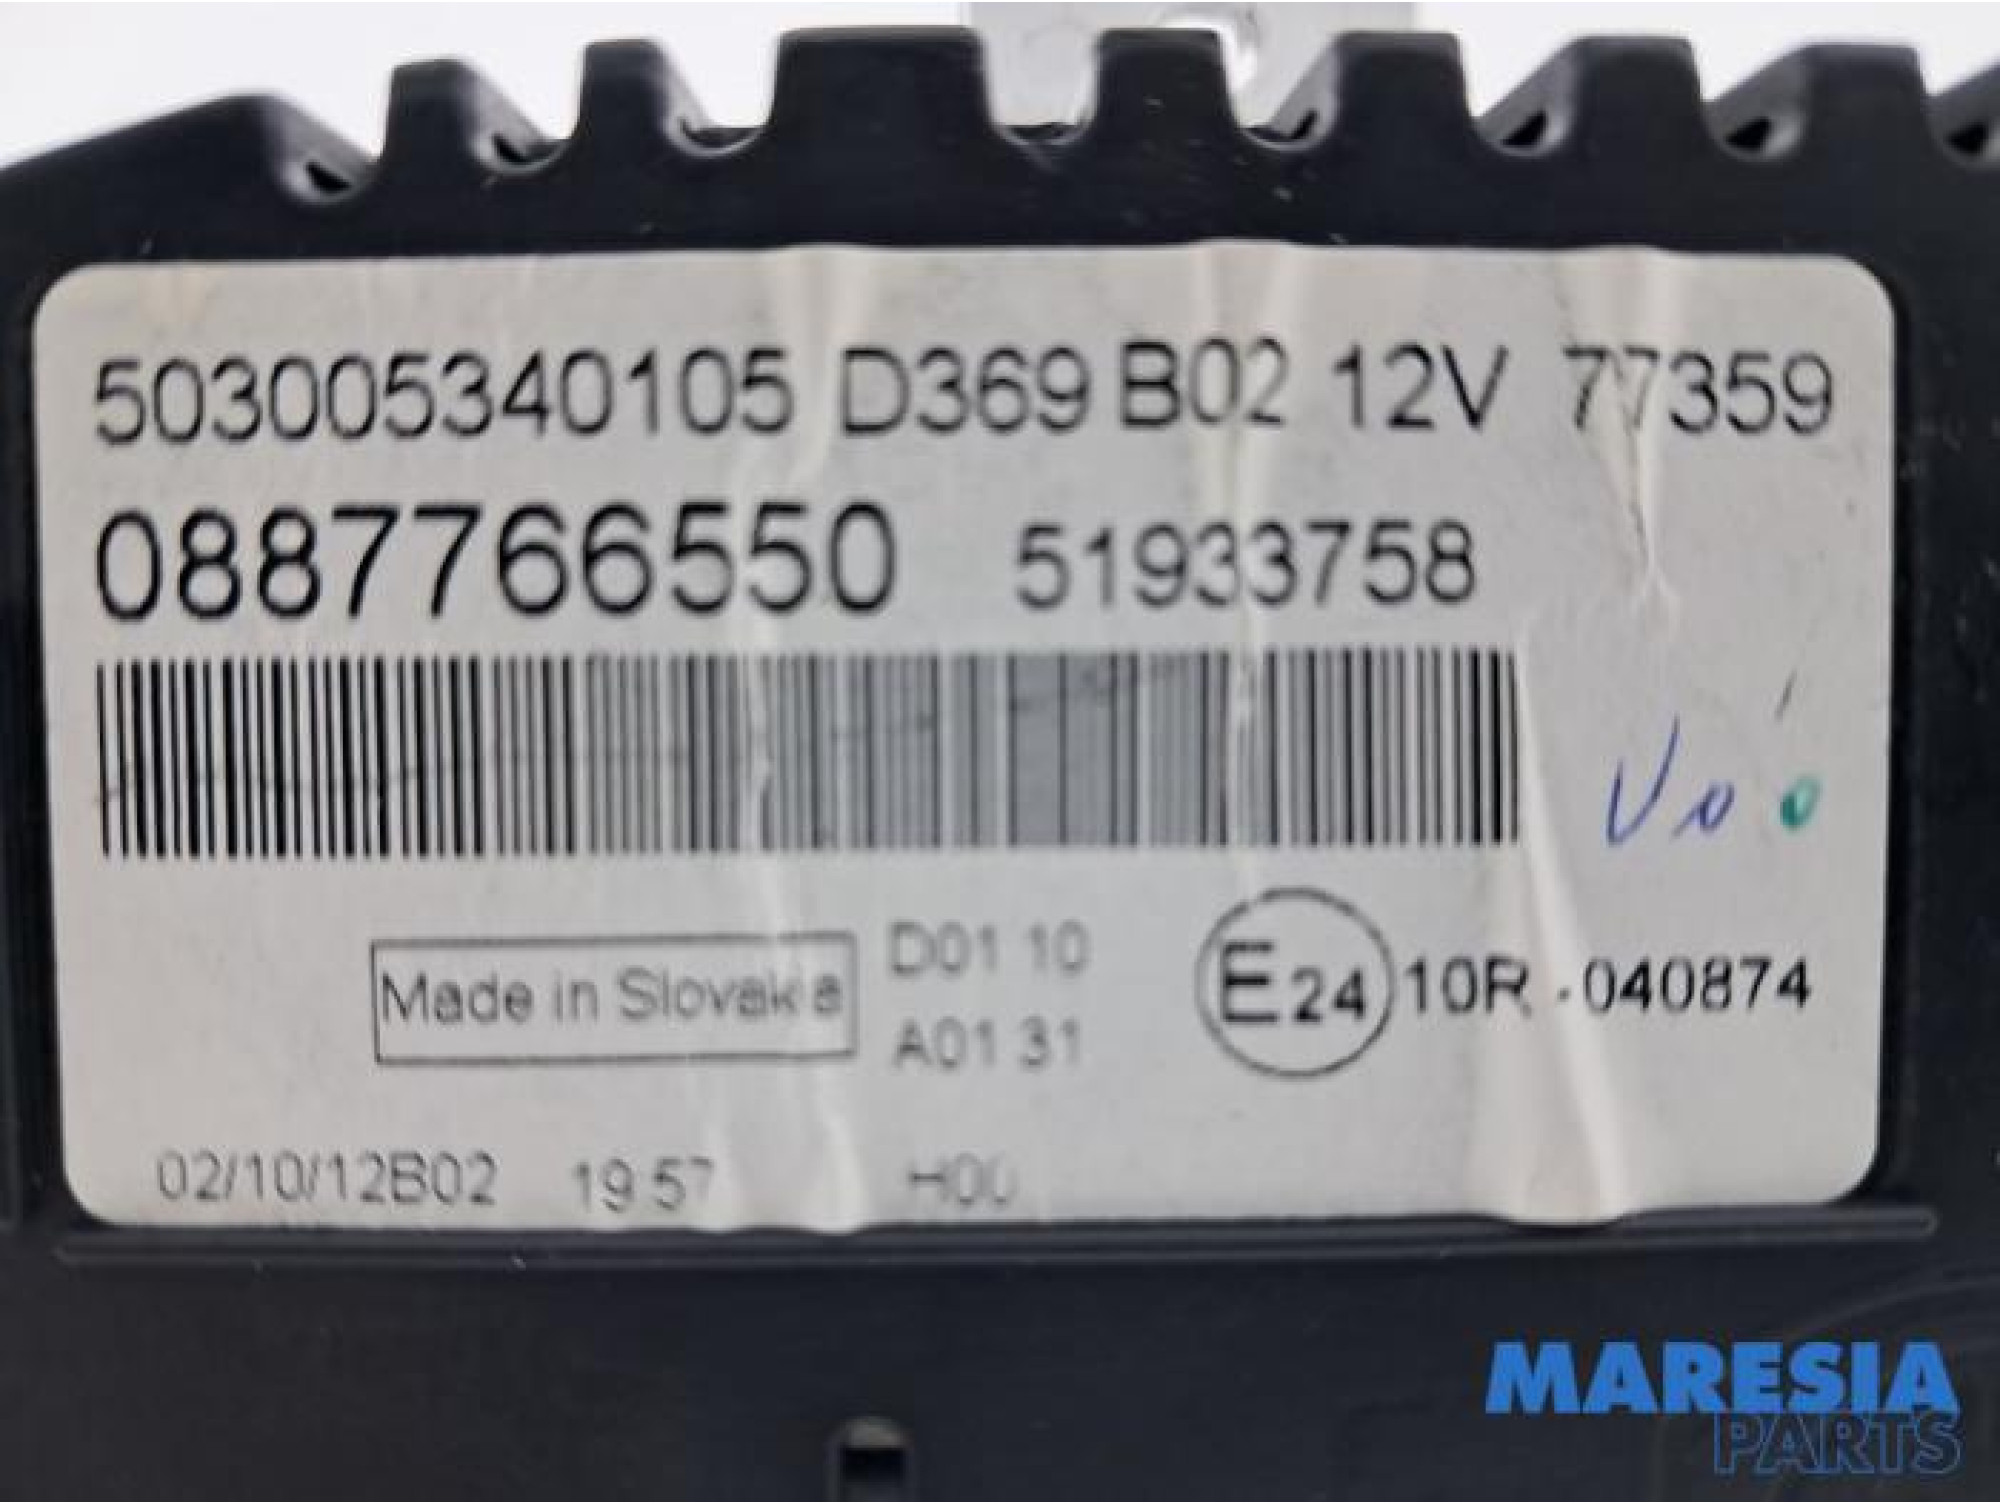 503005340105 D369 B02 12V 77359
0887766550 51933758
Made in Slovakia
D01 10
A01 31
E24 10R - 040874
02/10/12B02 19 57 H00
MARESIA
PARTS